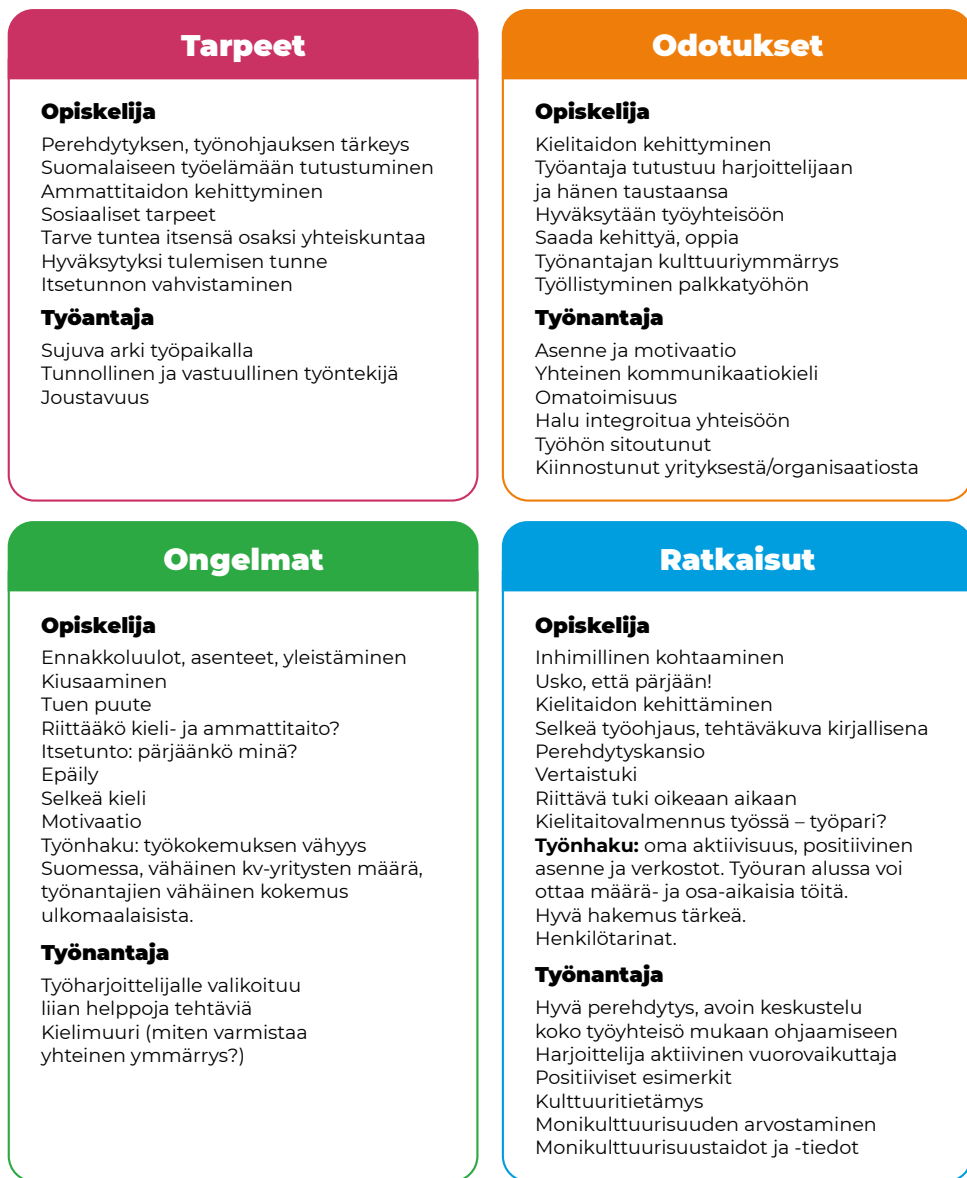 Tarpeet
Opiskelija
Perehdytyksen, työnohjauksen tärkeys
Suomalaiseen työelämään tutustuminen
Ammattitaidon kehittyminen
Sosiaaliset tarpeet
Tarve tuntea itsensä osaksi yhteiskuntaa
Hyväksytyksi tulemisen tunne
Itsetunnon vahvistaminen
Työantaja
Sujuva arki työpaikalla
Tunnollinen ja vastuullinen työntekijä
Joustavuus
Odotukset
Opiskelija
Kielitaidon kehittyminen
Työantaja tutustuu harjoittelijaan
ja hänen taustaansa
Hyväksytään työyhteisöön
Saada kehittyä, oppia
Työnantajan kulttuuriymmärrys
Työllistyminen palkkatyöhön
Työnantaja
Asenne ja motivaatio
Yhteinen kommunikaatiokieli
Omatoimisuus
Halu integroitua yhteisöön
Työhön sitoutunut
Kiinnostunut yrityksestä/organisaatiosta
Ongelmat
Opiskelija
Ennakkoluulot, asenteet, yleistäminen
Kiusaaminen
Tuen puute
Riittääkö kieli- ja ammattitaito?
Itsetunto: pärjäänkö minä?
Epäily
Selkeä kieli
Motivaatio
Työnhaku: työkokemuksen vähyys
Suomessa, vähäinen kv-yritysten määrä,
työnantajien vähäinen kokemus
ulkomaalaisista.
Työnantaja
Työharjoittelijalle valikoituu
liian helppoja tehtäviä
Kielimuuri (miten varmistaa
yhteinen ymmärrys?)
Ratkaisut
Opiskelija
Inhimillinen kohtaaminen
Usko, että pärjään!
Kielitaidon kehittäminen
Selkeä työohjaus, tehtäväkuva kirjallisena
Perehdytyskansio
Vertaistuki
Riittävä tuki oikeaan aikaan
Kielitaitovalmennus työssä – työpari?
Työnhaku: oma aktiivisuus, positiivinen
asenne ja verkostot. Työuran alussa voi
ottaa määrä- ja osa-aikaisia töitä.
Hyvä hakemus tärkeä.
Henkilötarinat.
Työnantaja
Hyvä perehdytys, avoin keskustelu
koko työyhteisö mukaan ohjaamiseen
Harjoittelija aktiivinen vuorovaikuttaja
Positiiviset esimerkit
Kulttuuritietämys
Monikulttuurisuuden arvostaminen
Monikulttuurisuustaidot ja -tiedot